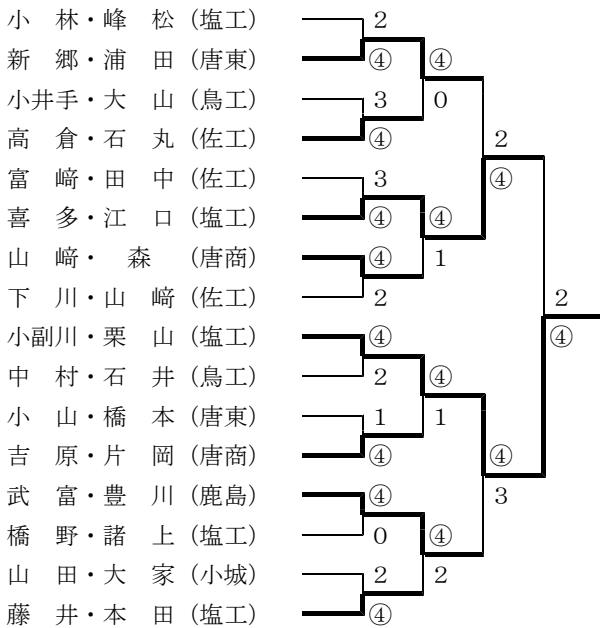 小　林・峰　松（塩工） 2
新　郷・浦　田（唐東） ④ ④
小井手・大　山（鳥工） 3 0
高　倉・石　丸（佐工） ④ 2
富　﨑・田　中（佐工） 3 ④
喜　多・江　口（塩工） ④ ④
山　﨑・　森　（唐商） ④ 1
下　川・山　﨑（佐工） 2 2
小副川・栗　山（塩工） ④ ④
中　村・石　井（鳥工） 2 ④
小　山・橋　本（唐東） 1 1
吉　原・片　岡（唐商） ④ ④
武　富・豊　川（鹿島） ④ 3
橋　野・諸　上（塩工） 0 ④
山　田・大　家（小城） 2 2
藤　井・本　田（塩工） ④